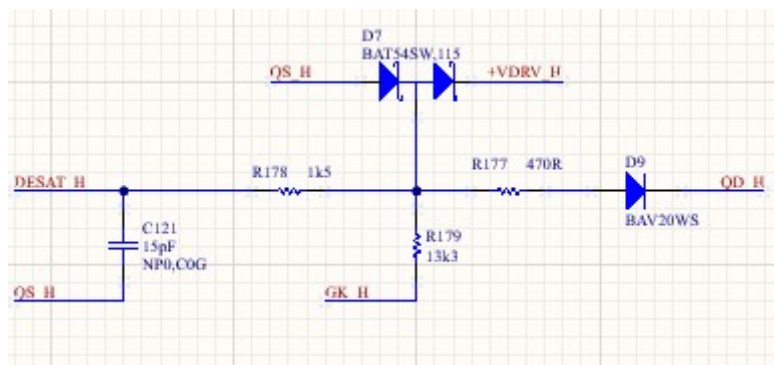 D7
BAT54SW,115
QS_H
+VDRV_H
R177 470R
D9
R178 1k5
DESAT_H
QD_H
BAV20WS
C121
15pF
NP0,C0G
R179
13k3
QS_H
GK_H